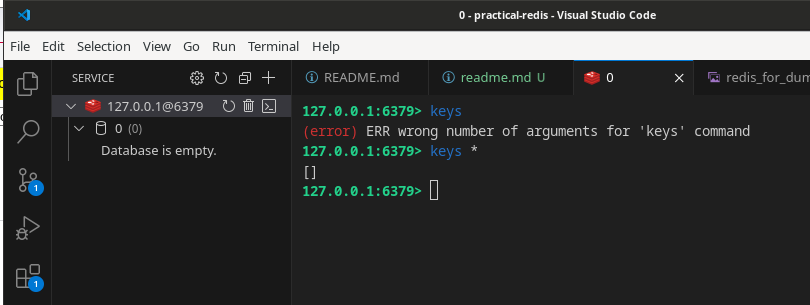 0 - practical-redis - Visual Studio Code
File Edit Selection View Go Run Terminal Help
SERVICE
README.md readme.md U 0 redis_for_dum
127.0.0.1@6379
0 (0)
Database is empty.
127.0.0.1:6379> keys
(error) ERR wrong number of arguments for 'keys' command
127.0.0.1:6379> keys *
[]
127.0.0.1:6379>
1
1